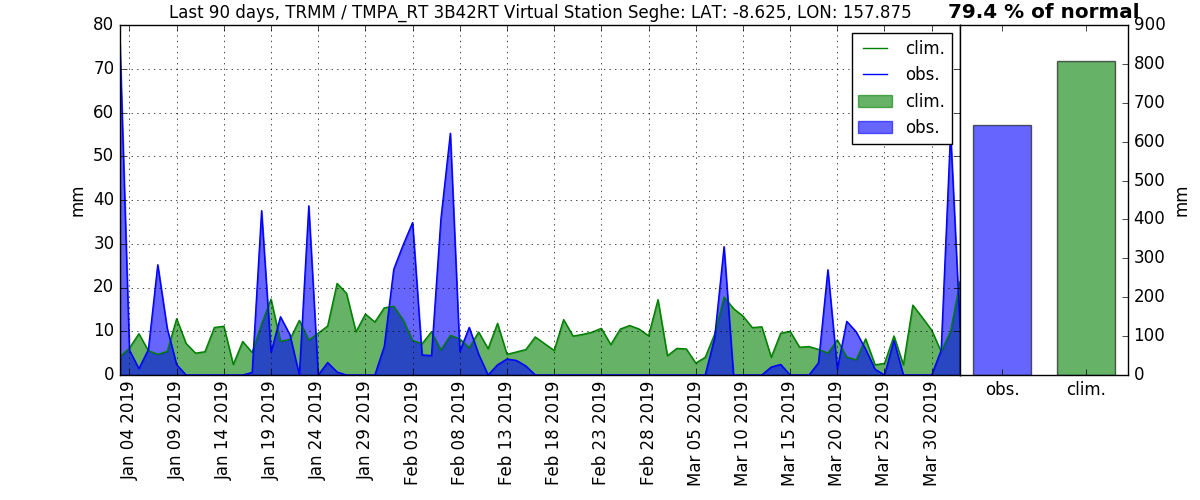 Last 90 days, TRMM / TMPA_RT 3B42RT Virtual Station Seghe: LAT: -8.625, LON: 157.875
79.4 % of normal
80
70
60
50
40
30
20
10
0
mm
clim.
obs.
clim.
obs.
900
800
700
600
500
400
300
200
100
0
mm
Jan 04 2019
Jan 09 2019
Jan 14 2019
Jan 19 2019
Jan 24 2019
Jan 29 2019
Feb 03 2019
Feb 08 2019
Feb 13 2019
Feb 18 2019
Feb 23 2019
Feb 28 2019
Mar 05 2019
Mar 10 2019
Mar 15 2019
Mar 20 2019
Mar 25 2019
Mar 30 2019
obs.
clim.